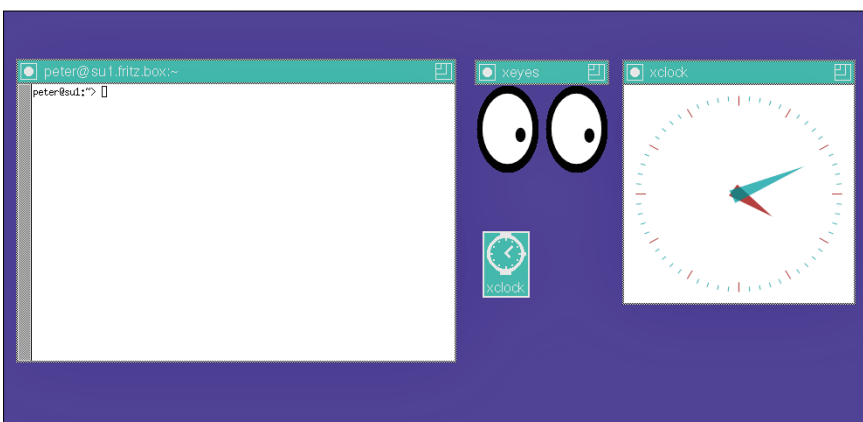 peter@su1.fritz.box:~
peter@su1:~>
xeyes
xclock
xclock